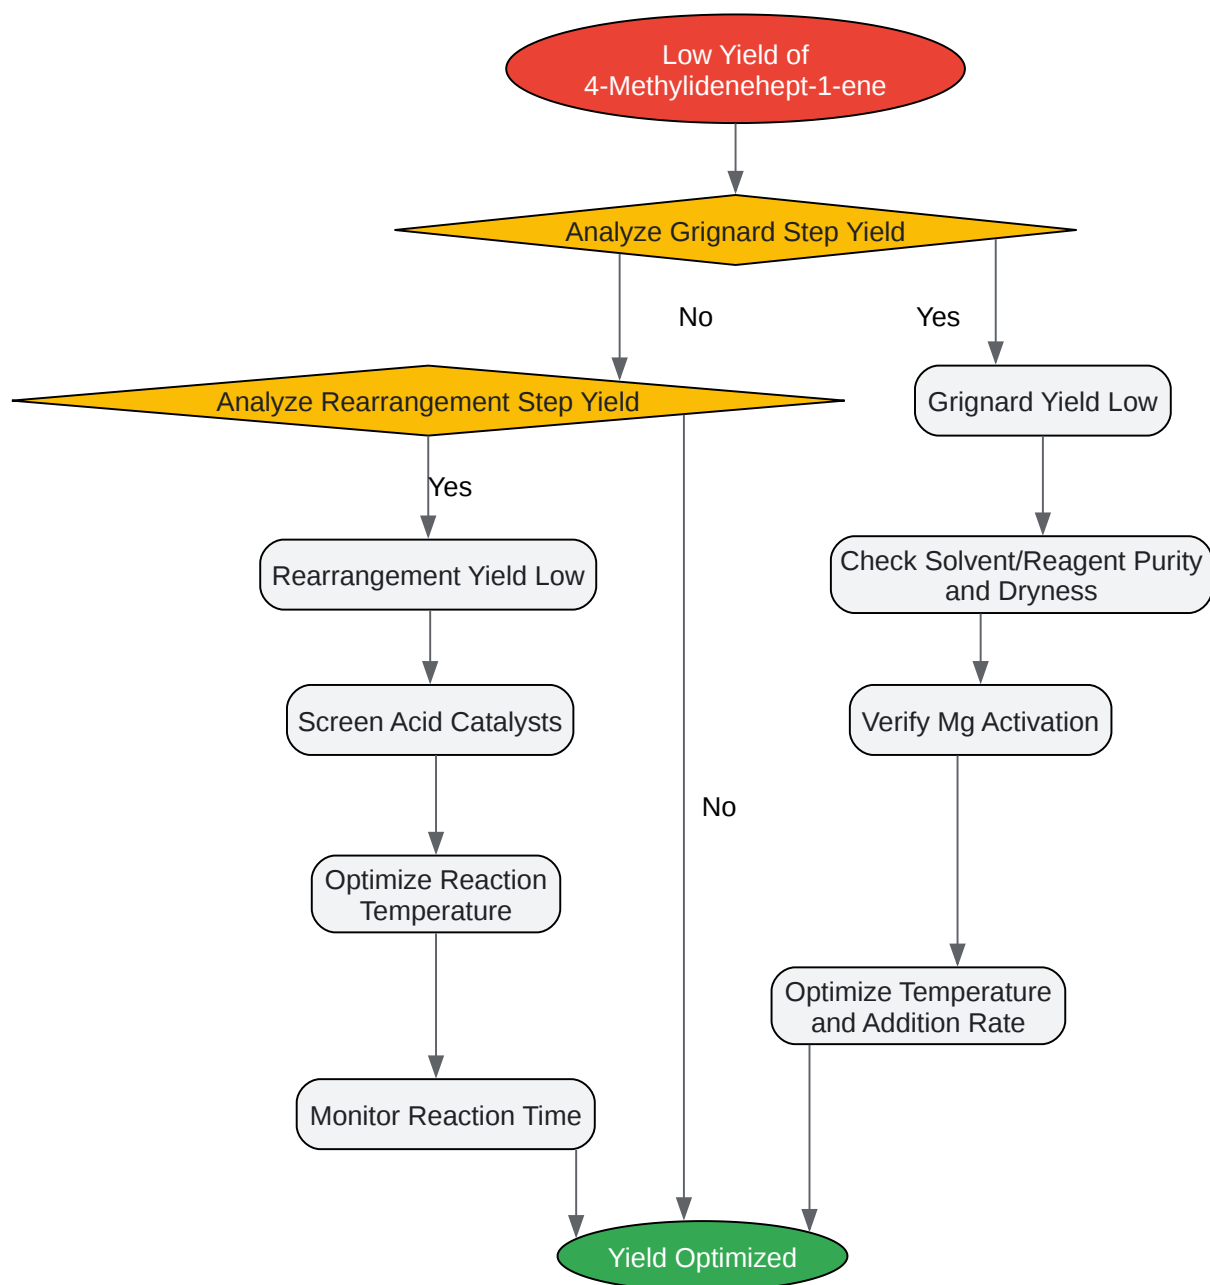 Low Yield of
4-Methylidenehept-1-ene
Analyze Grignard Step Yield
No
Yes
Analyze Rearrangement Step Yield
Grignard Yield Low
Yes
Check Solvent/Reagent Purity
and Dryness
Rearrangement Yield Low
Screen Acid Catalysts
Verify Mg Activation
No
Optimize Reaction
Temperature
Optimize Temperature
and Addition Rate
Monitor Reaction Time
Yield Optimized